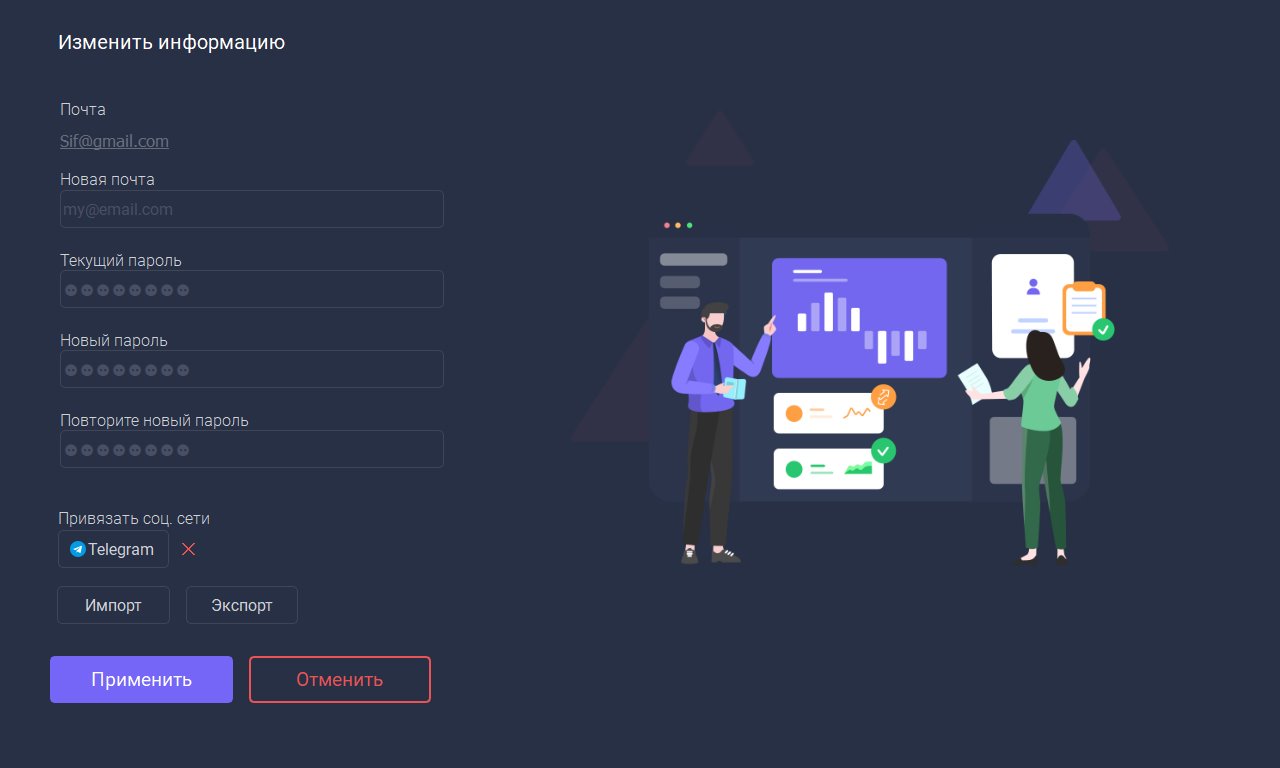 Изменить информацию
Почта
Sif@gmail.com
Новая почта
my@email.com
Текущий пароль
Новый пароль
Повторите новый пароль
Привязать соц. сети
Telegram
Импорт
Экспорт
Применить
Отменить